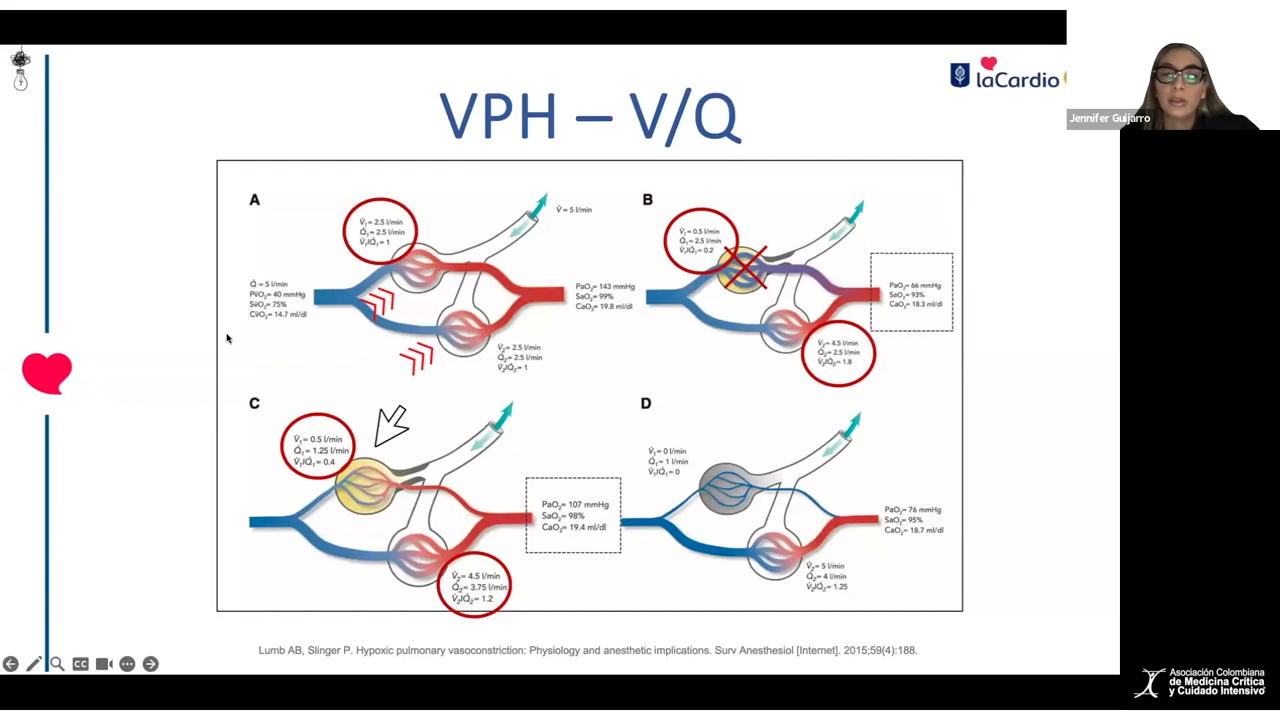 laCardio
Jennifer Guijarro
VPH – V/Q
A
V̇₁= 2.5 l/min
Q̇₁= 2.5 l/min
V̇₁/Q̇₁= 1
V̇ = 5 l/min
Q̇ = 5 l/min
Pv̄O₂= 40 mmHg
Sv̄O₂= 75%
Cv̄O₂= 14.7 ml/dl
PaO₂= 143 mmHg
SaO₂= 99%
CaO₂= 19.8 ml/dl
V̇₂= 2.5 l/min
Q̇₂= 2.5 l/min
V̇₂/Q̇₂= 1
B
V̇₁= 0.5 l/min
Q̇₁= 2.5 l/min
V̇₁/Q̇₁= 0.2
PaO₂= 66 mmHg
SaO₂= 93%
CaO₂= 18.3 ml/dl
V̇₂= 4.5 l/min
Q̇₂= 2.5 l/min
V̇₂/Q̇₂= 1.8
C
V̇₁= 0.5 l/min
Q̇₁= 1.25 l/min
V̇₁/Q̇₁= 0.4
PaO₂= 107 mmHg
SaO₂= 98%
CaO₂= 19.4 ml/dl
V̇₂= 4.5 l/min
Q̇₂= 3.75 l/min
V̇₂/Q̇₂= 1.2
D
V̇₁= 0 l/min
Q̇₁= 1 l/min
V̇₁/Q̇₁= 0
PaO₂= 76 mmHg
SaO₂= 95%
CaO₂= 18.7 ml/dl
V̇₂= 5 l/min
Q̇₂= 4 l/min
V̇₂/Q̇₂= 1.25
Lumb AB, Slinger P. Hypoxic pulmonary vasoconstriction: Physiology and anesthetic implications. Surv Anesthesiol [Internet]. 2015;59(4):188.
CC
Asociación Colombiana
de Medicina Crítica
y Cuidado Intensivo